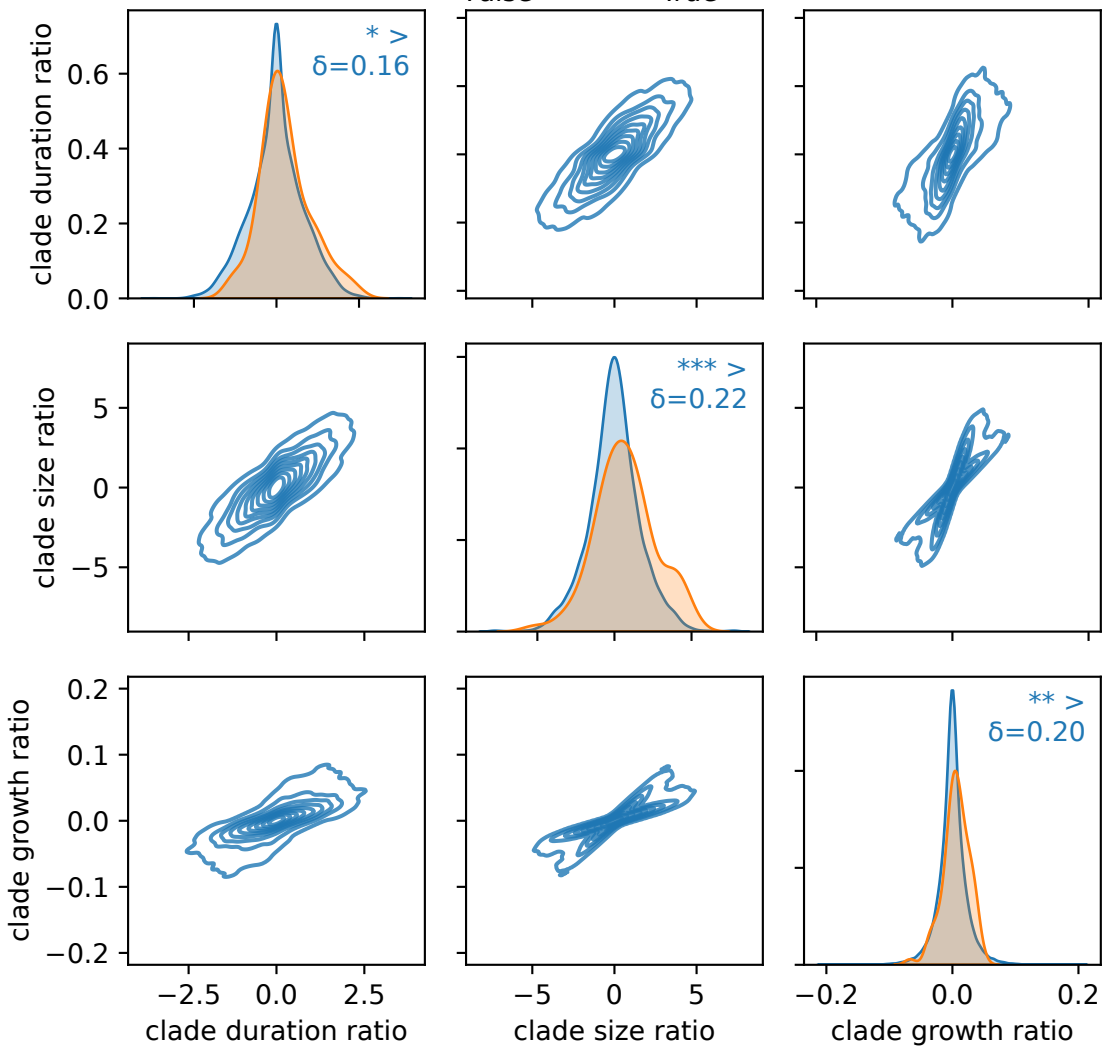 clade duration ratio
0.6
0.4
0.2
0.0
* >
δ=0.16
clade size ratio
5
0
−5
*** >
δ=0.22
clade growth ratio
0.2
0.1
0.0
−0.1
−0.2
** >
δ=0.20
−2.5 0.0 2.5
−5 0 5
−0.2 0.0 0.2
clade duration ratio
clade size ratio
clade growth ratio